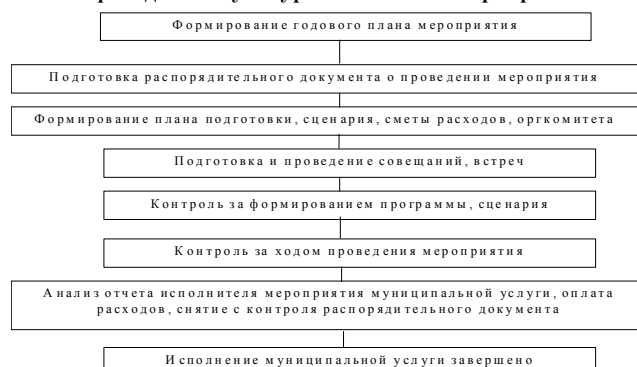 Формирование годового плана мероприятия
Подготовка распорядительного документа о проведении мероприятия
Формирование плана подготовки, сценария, сметы расходов, оргкомитета
Подготовка и проведение совещаний, встреч
Контроль за формированием программы, сценария
Контроль за ходом проведения мероприятия
Анализ отчета исполнителя мероприятия муниципальной услуги, оплата
расходов, снятие с контроля распорядительного документа
Исполнение муниципальной услуги завершено